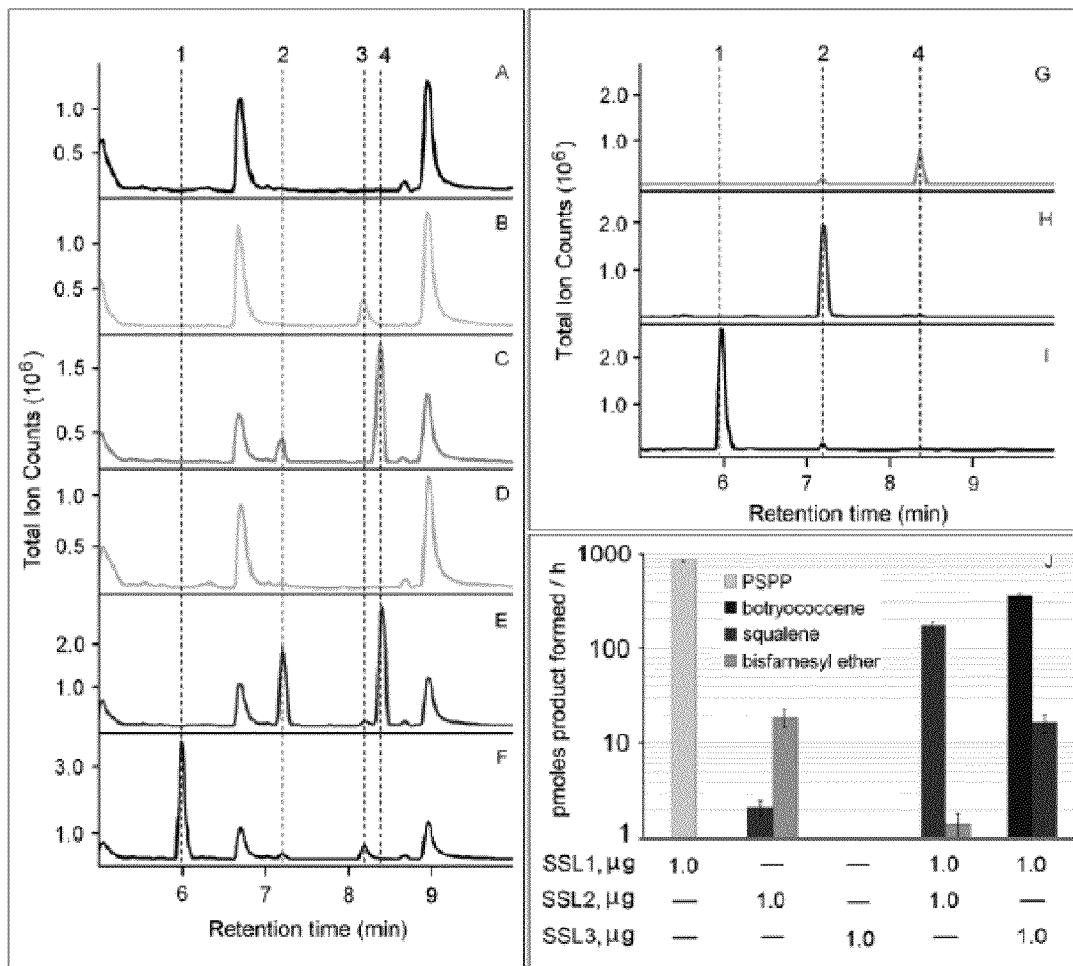 1 2 3 4
A
1.0
0.5
B
1.0
0.5
C
1.5
0.5
D
1.0
0.5
E
2.0
1.0
F
3.0
1.0
Total Ion Counts (10⁶)
6 7 8 9
Retention time (min)
1 2 4
G
2.0
1.0
H
2.0
1.0
I
2.0
1.0
Total Ion Counts (10⁶)
6 7 8 9
Retention time (min)
J
1000
100
10
1
pmoles product formed / h
PSPP
botryococcene
squalene
bisfarnesyl ether
SSL1, µg 1.0 — — 1.0 1.0
SSL2, µg — 1.0 — 1.0 —
SSL3, µg — — 1.0 — 1.0